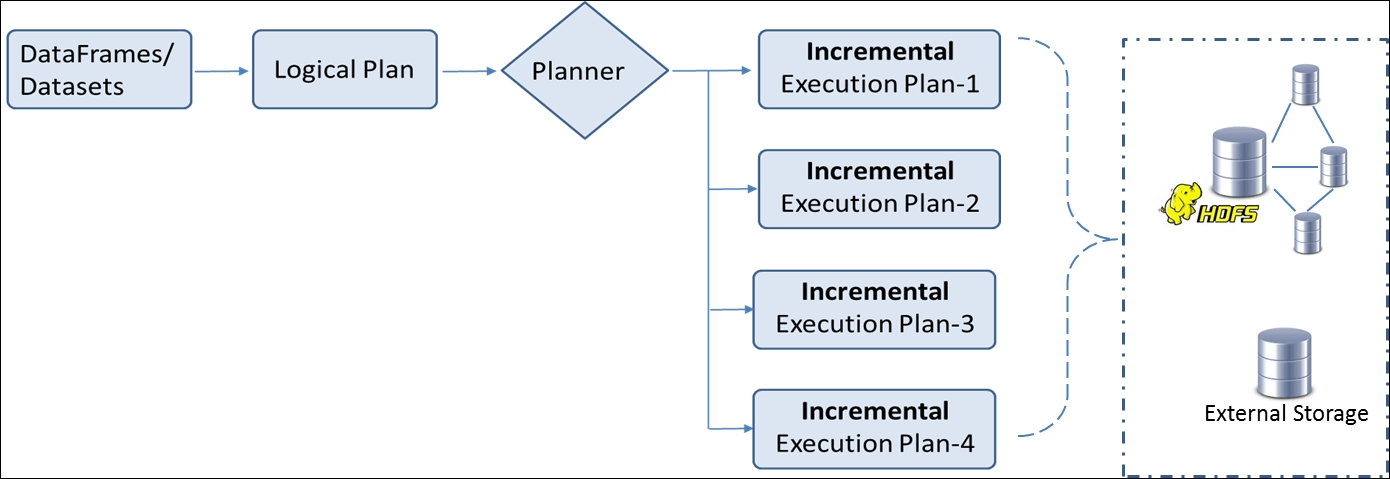 DataFrames/
Datasets
Logical Plan
Planner
Incremental
Execution Plan-1
Incremental
Execution Plan-2
Incremental
Execution Plan-3
Incremental
Execution Plan-4
HDFS
External Storage